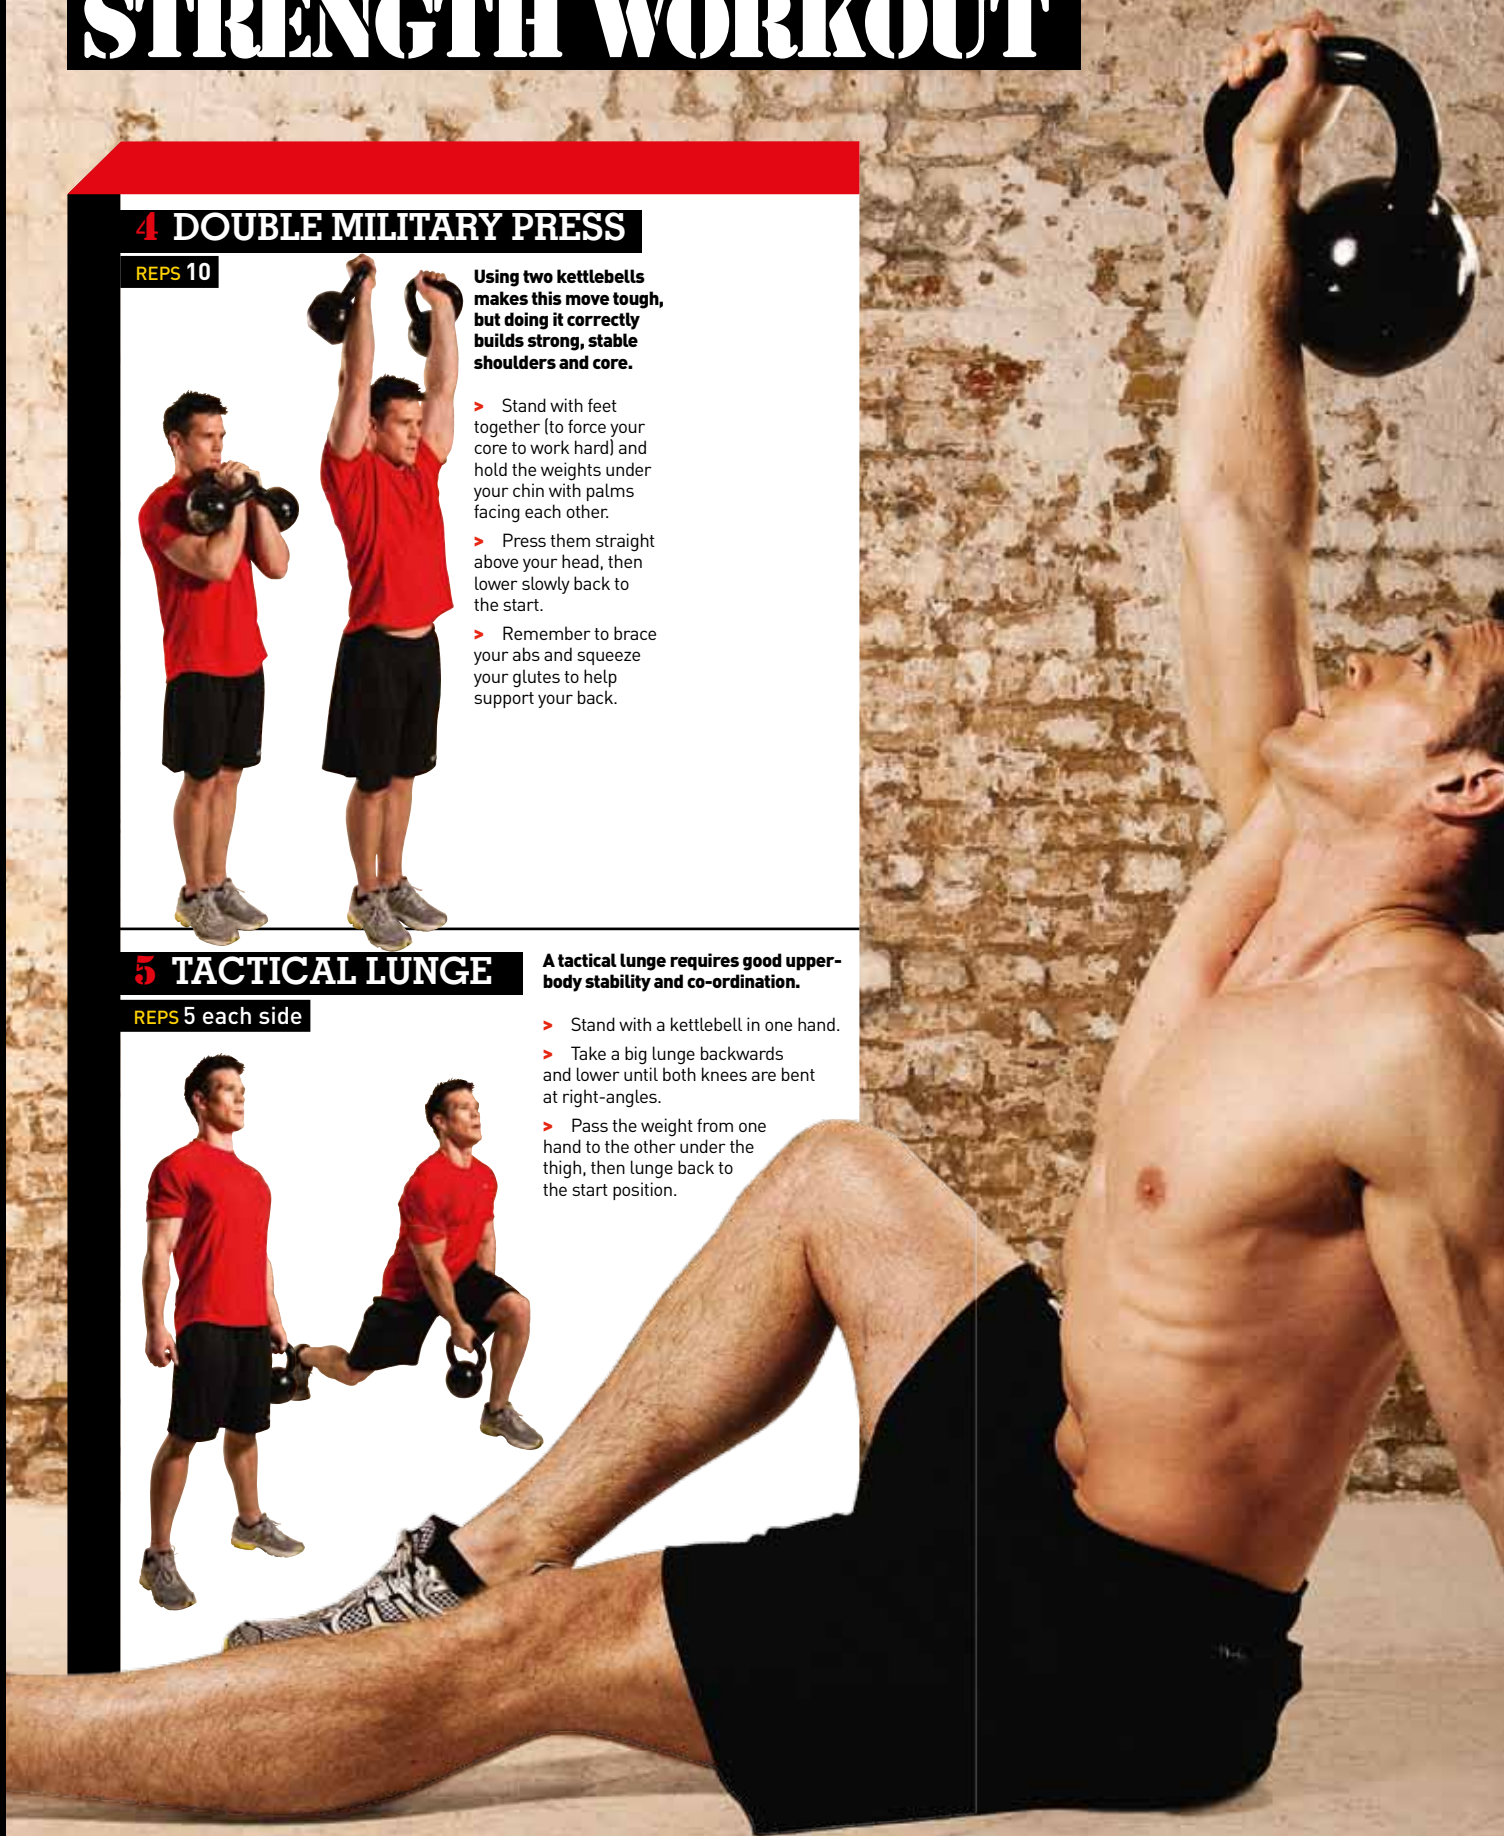 STRENGTH WORKOUT
4 DOUBLE MILITARY PRESS
REPS 10
Using two kettlebells
makes this move tough,
but doing it correctly
builds strong, stable
shoulders and core.
> Stand with feet
together (to force your
core to work hard) and
hold the weights under
your chin with palms
facing each other.
> Press them straight
above your head, then
lower slowly back to
the start.
> Remember to brace
your abs and squeeze
your glutes to help
support your back.
5 TACTICAL LUNGE
REPS 5 each side
A tactical lunge requires good upper-
body stability and co-ordination.
> Stand with a kettlebell in one hand.
> Take a big lunge backwards
and lower until both knees are bent
at right-angles.
> Pass the weight from one
hand to the other under the
thigh, then lunge back to
the start position.